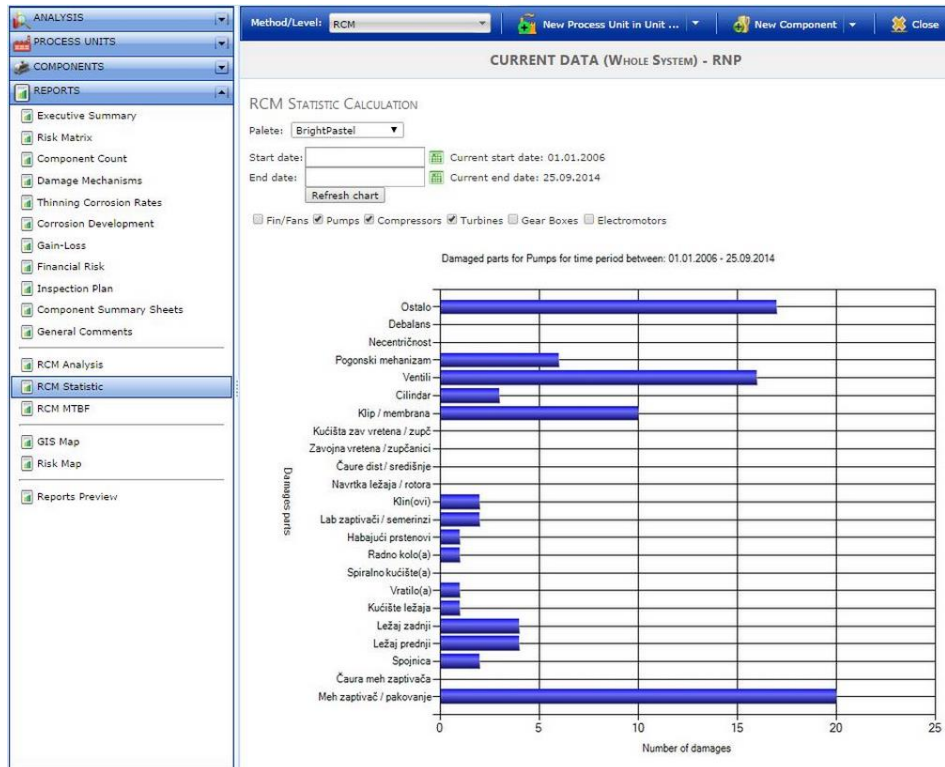 ANALYSIS
PROCESS UNITS
COMPONENTS
REPORTS
Executive Summary
Risk Matrix
Component Count
Damage Mechanisms
Thinning Corrosion Rates
Corrosion Development
Gain-Loss
Financial Risk
Inspection Plan
Component Summary Sheets
General Comments
RCM Analysis
RCM Statistic
RCM MTBF
GIS Map
Risk Map
Reports Preview
Method/Level: RCM New Process Unit in Unit ... New Component Close
CURRENT DATA (WHOLE SYSTEM) - RNP
RCM STATISTIC CALCULATION
Palete: BrightPastel
Start date: Current start date: 01.01.2006
End date: Current end date: 25.09.2014
Refresh chart
Fin/Fans Pumps Compressors Turbines Gear Boxes Electromotors
Damaged parts for Pumps for time period between: 01.01.2006 - 25.09.2014
Damages parts
Ostalo
Debalans
Necentričnost
Pogonski mehanizam
Ventili
Cilindar
Klip / membrana
Kućišta zav vretena / zupč
Zavojna vretena / zupčanici
Čaure dist / središnje
Navrtka ležaja / rotora
Klin(ovi)
Lab zaptivači / semerinzi
Habajući prstenovi
Radno kolo(a)
Spiralno kućište(a)
Vratilo(a)
Kućište ležaja
Ležaj zadnji
Ležaj prednji
Spojnica
Čaura meh zaptivača
Meh zaptivač / pakovanje
0 5 10 15 20 25
Number of damages